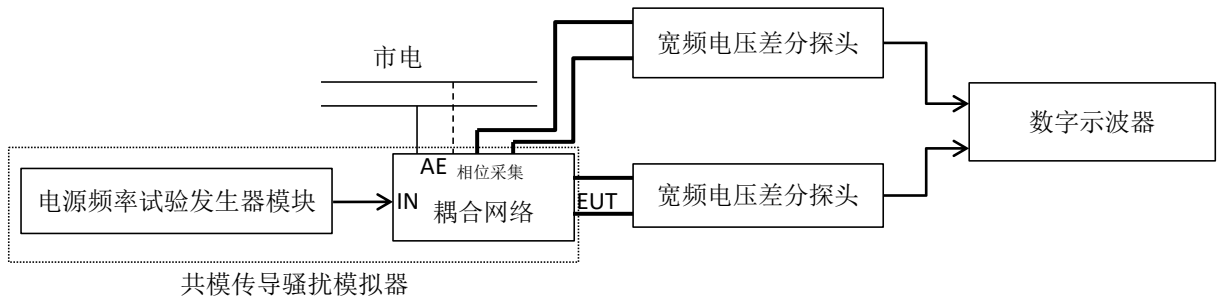 宽频电压差分探头
市电
数字示波器
AE 相位采集
电源频率试验发生器模块
IN
耦合网络
EUT
宽频电压差分探头
共模传导骚扰模拟器